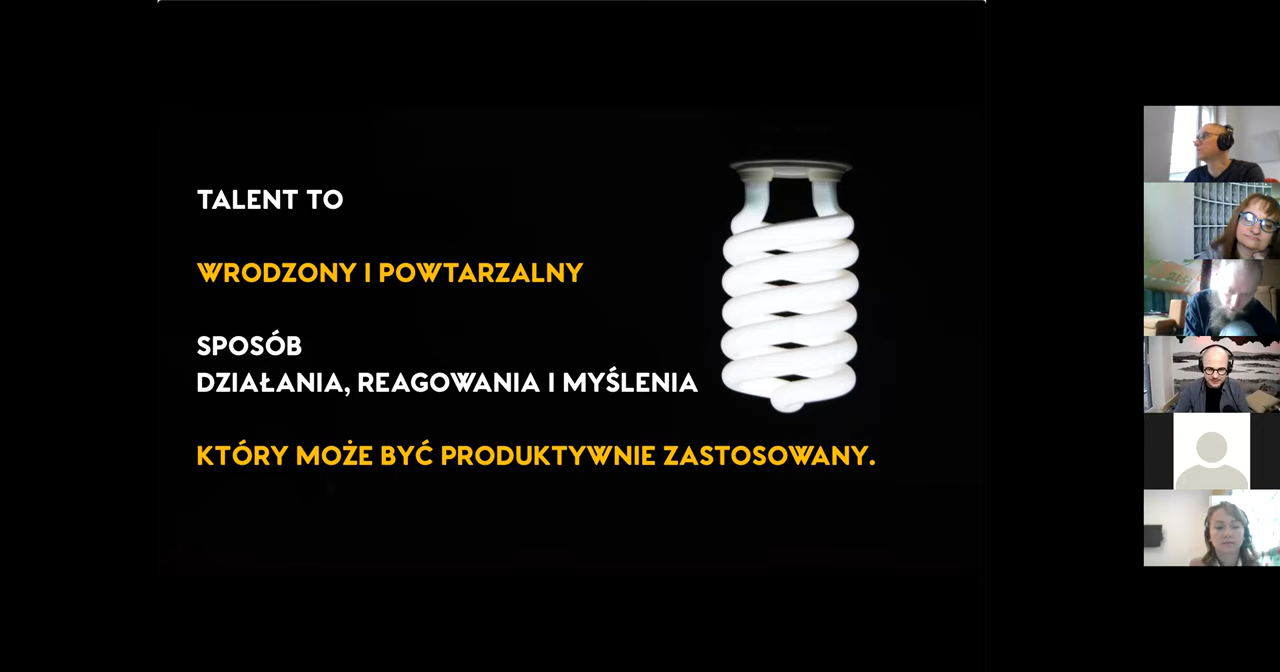 TALENT TO
WRODZONY I POWTARZALNY
SPOSÓB
DZIAŁANIA, REAGOWANIA I MYŚLENIA
KTÓRY MOŻE BYĆ PRODUKTYWNIE ZASTOSOWANY.